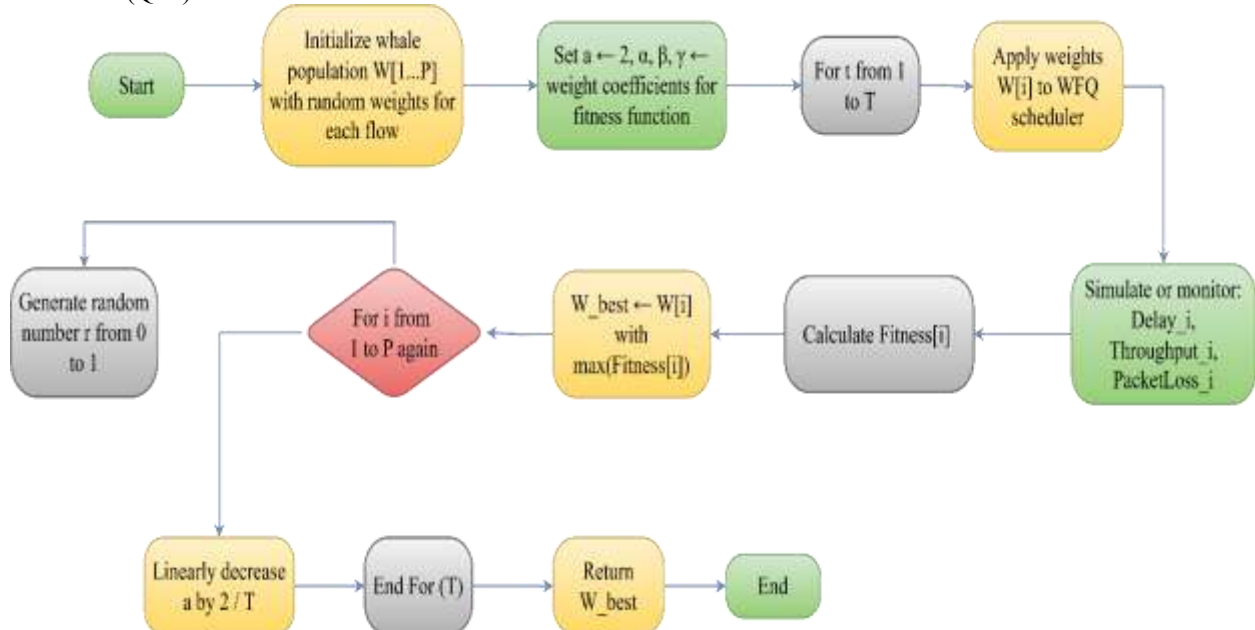 Start
Initialize whale
population W[1...P]
with random weights for
each flow
Set a ← 2, α, β, γ ←
weight coefficients for
fitness function
For t from 1
to T
Apply weights
W[i] to WFQ
scheduler
Generate random
number r from 0
to 1
For i from
1 to P again
W_best ← W[i]
with
max(Fitness[i])
Calculate Fitness[i]
Simulate or monitor:
Delay_i,
Throughput_i,
PacketLoss_i
Linearly decrease
a by 2 / T
End For (T)
Return
W_best
End